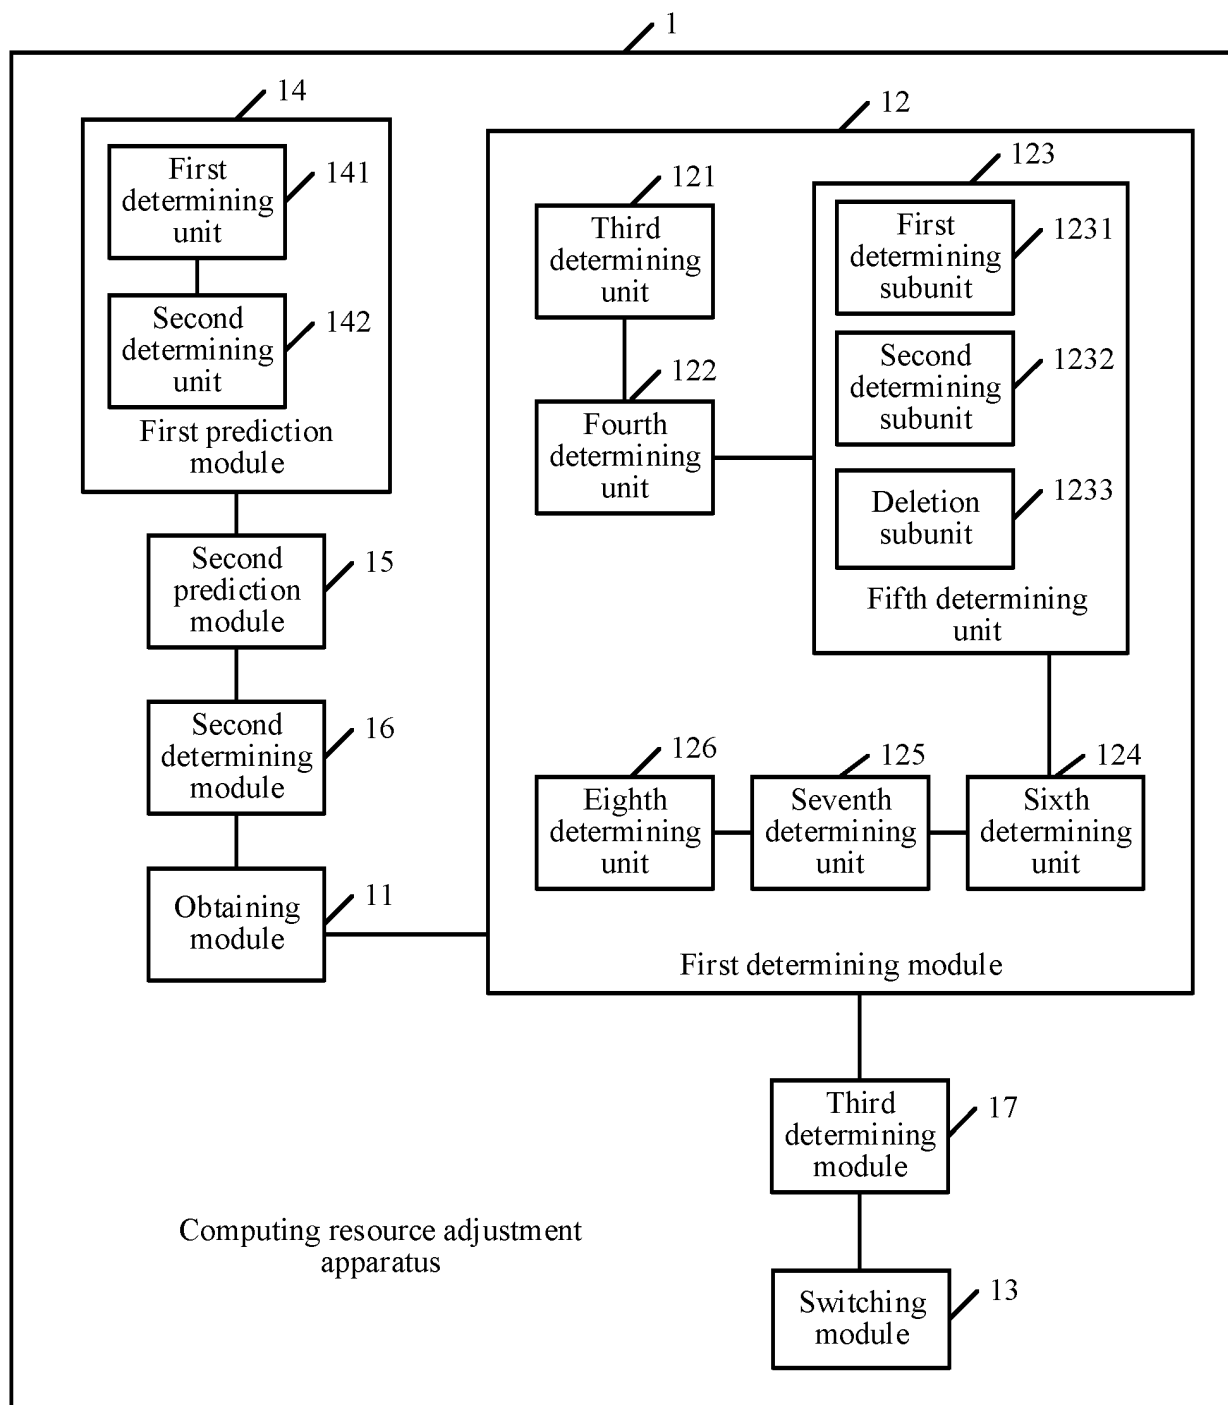 1
14
First
determining
unit
141
Second
determining
unit
142
First prediction
module
Second
prediction
module
15
Second
determining
module
16
Obtaining
module
11
12
Third
determining
unit
121
Fourth
determining
unit
122
123
First
determining
subunit
1231
Second
determining
subunit
1232
Deletion
subunit
1233
Fifth determining
unit
Eighth
determining
unit
126
Seventh
determining
unit
125
Sixth
determining
unit
124
First determining module
Third
determining
module
17
Switching
module
13
Computing resource adjustment
apparatus